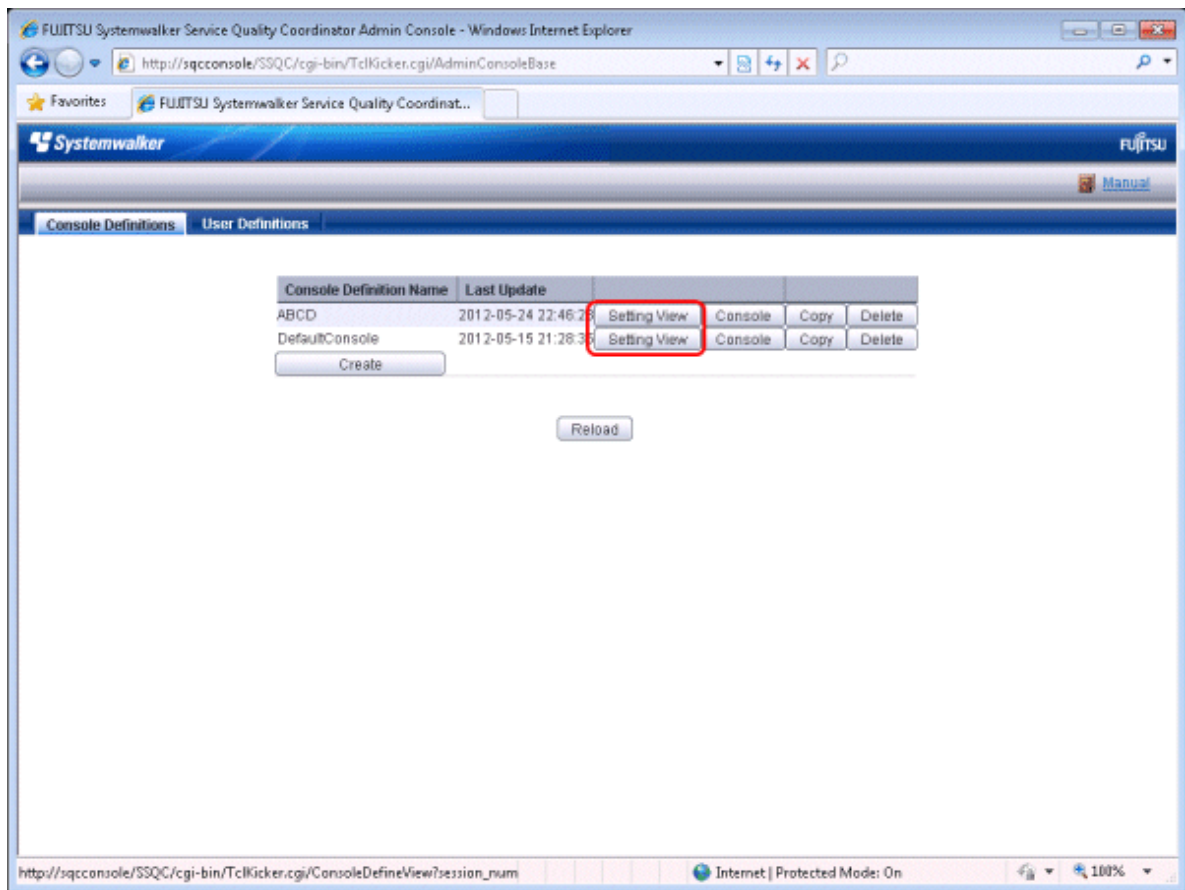 FUJITSU Systemwalker Service Quality Coordinator Admin Console - Windows Internet Explorer
http://sqcconsole/SSQC/cgi-bin/TclKicker.cgi/AdminConsoleBase
Favorites FUJITSU Systemwalker Service Quality Coordinat...
Systemwalker FUJITSU
Manual
Console Definitions User Definitions
Console Definition Name Last Update
ABCD 2012-05-24 22:46:2 Setting View Console Copy Delete
DefaultConsole 2012-05-15 21:28:3 Setting View Console Copy Delete
Create
Reload
http://sqcconsole/SSQC/cgi-bin/TclKicker.cgi/ConsoleDefineView?session_num Internet | Protected Mode: On 100%